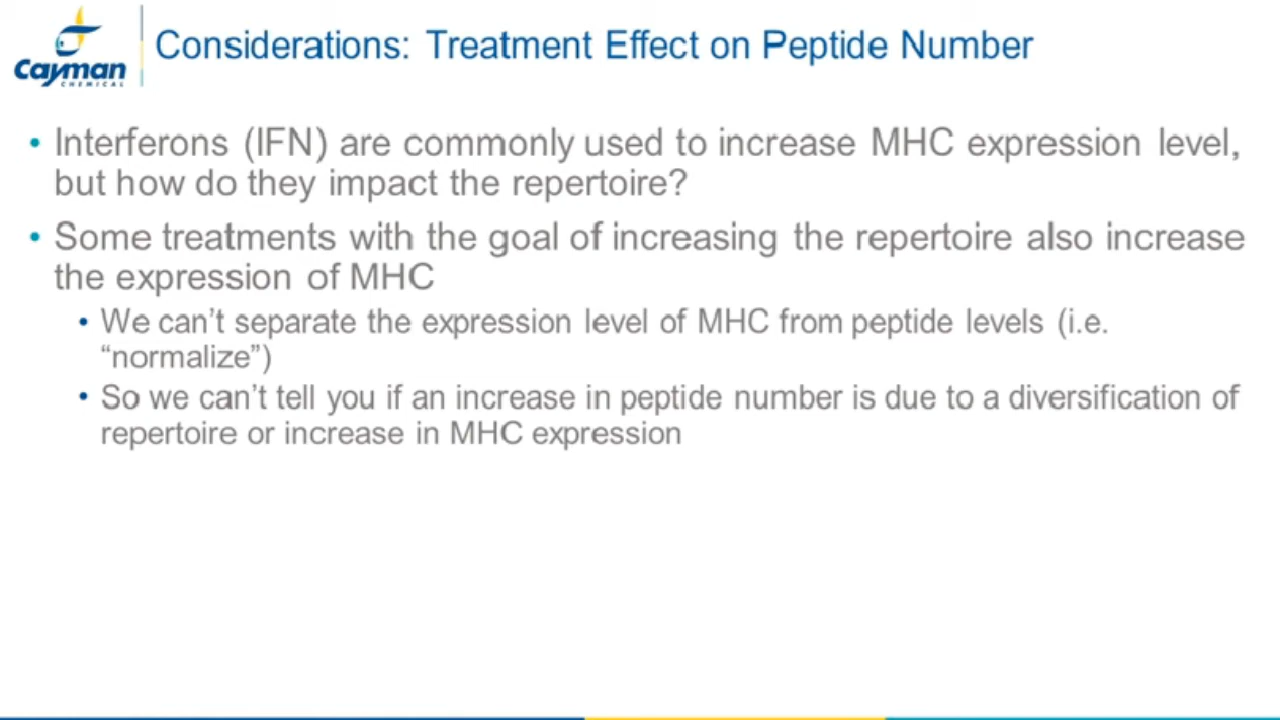 Cayman
CHEMICAL
Considerations: Treatment Effect on Peptide Number
• Interferons (IFN) are commonly used to increase MHC expression level,
but how do they impact the repertoire?
• Some treatments with the goal of increasing the repertoire also increase
the expression of MHC
• We can't separate the expression level of MHC from peptide levels (i.e.
“normalize”)
• So we can't tell you if an increase in peptide number is due to a diversification of
repertoire or increase in MHC expression